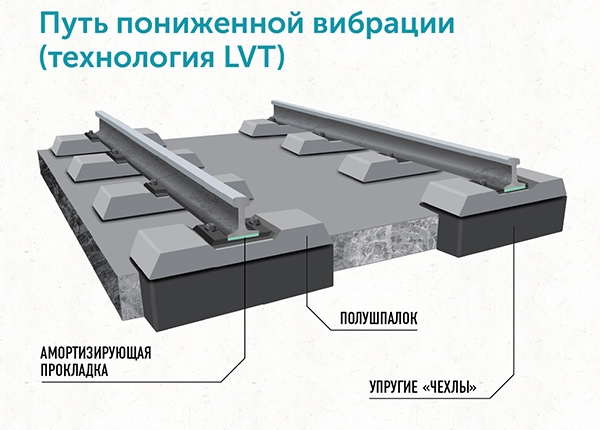 Путь пониженной вибрации
(технология LVT)
ПОЛУШПАЛОК
АМОРТИЗИРУЮЩАЯ
ПРОКЛАДКА
УПРУГИЕ «ЧЕХЛЫ»